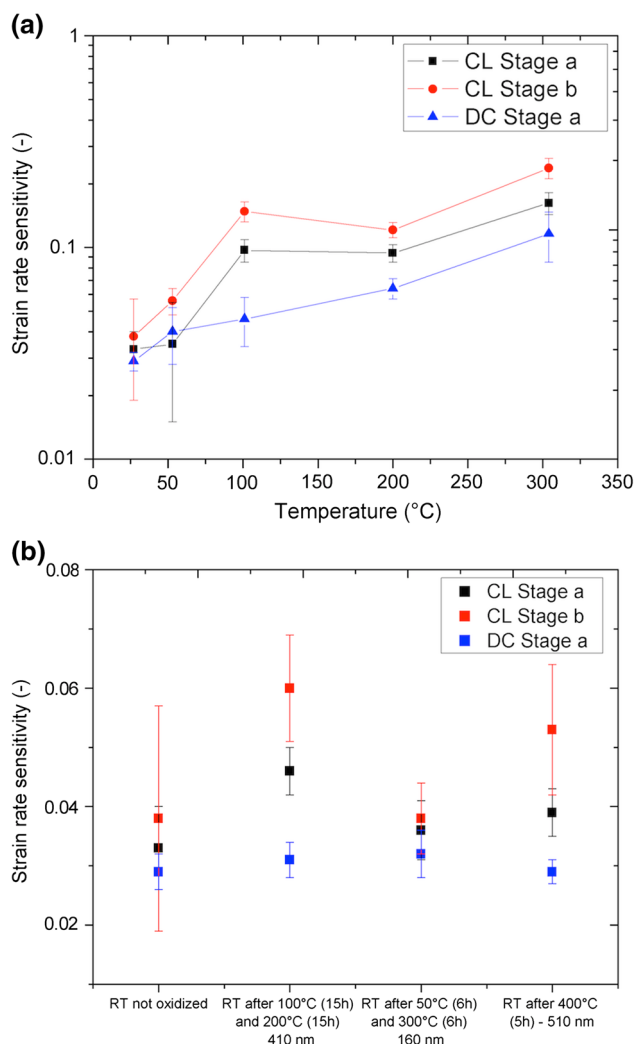 (a)
1
CL Stage a
CL Stage b
DC Stage a
Strain rate sensitivity (-)
0.1
0.01
0 50 100 150 200 250 300 350
Temperature (°C)
(b)
0.08
CL Stage a
CL Stage b
DC Stage a
Strain rate sensitivity (-)
0.06
0.04
0.02
RT not oxidized
RT after 100°C (15h)
and 200°C (15h)
410 nm
RT after 50°C (6h)
and 300°C (6h)
160 nm
RT after 400°C
(5h) - 510 nm